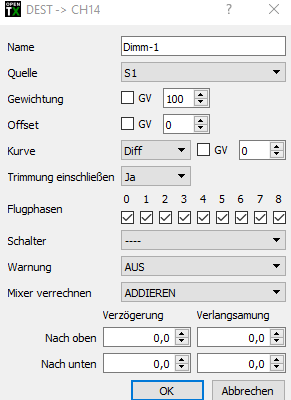 OPEN TX DEST -> CH14 ? ×
Name Dimm-1
Quelle S1
Gewichtung GV 100
Offset GV 0
Kurve Diff GV 0
Trimmung einschließen Ja
0 1 2 3 4 5 6 7 8
Flugphasen
Schalter ----
Warnung AUS
Mixer verrechnen ADDIEREN
Verzögerung Verlangsamung
Nach oben 0,0 0,0
Nach unten 0,0 0,0
OK Abbrechen